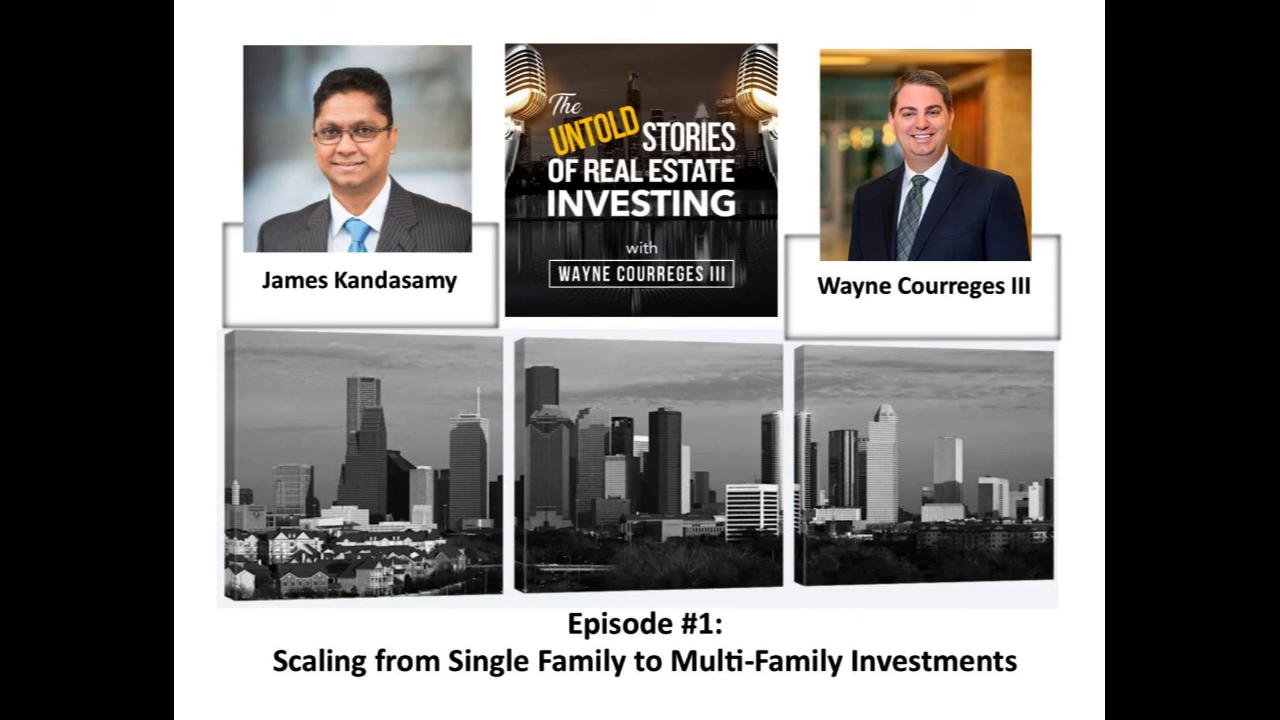 James Kandasamy
The
UNTOLD STORIES
OF REAL ESTATE
INVESTING
with
WAYNE COURREGES III
Wayne Courreges III
Episode #1:
Scaling from Single Family to Multi-Family Investments